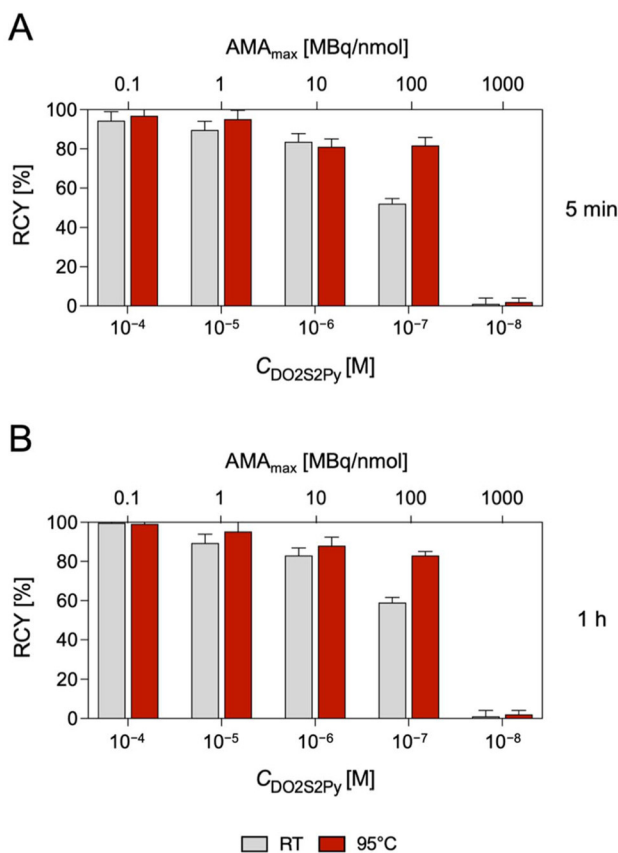 A
AMAmax [MBq/nmol]
0.1 1 10 100 1000
100
80
60
40
20
0
RCY [%]
5 min
10⁻⁴ 10⁻⁵ 10⁻⁶ 10⁻⁷ 10⁻⁸
CDO2S2Py [M]
B
AMAmax [MBq/nmol]
0.1 1 10 100 1000
100
80
60
40
20
0
RCY [%]
1 h
10⁻⁴ 10⁻⁵ 10⁻⁶ 10⁻⁷ 10⁻⁸
CDO2S2Py [M]
RT 95°C